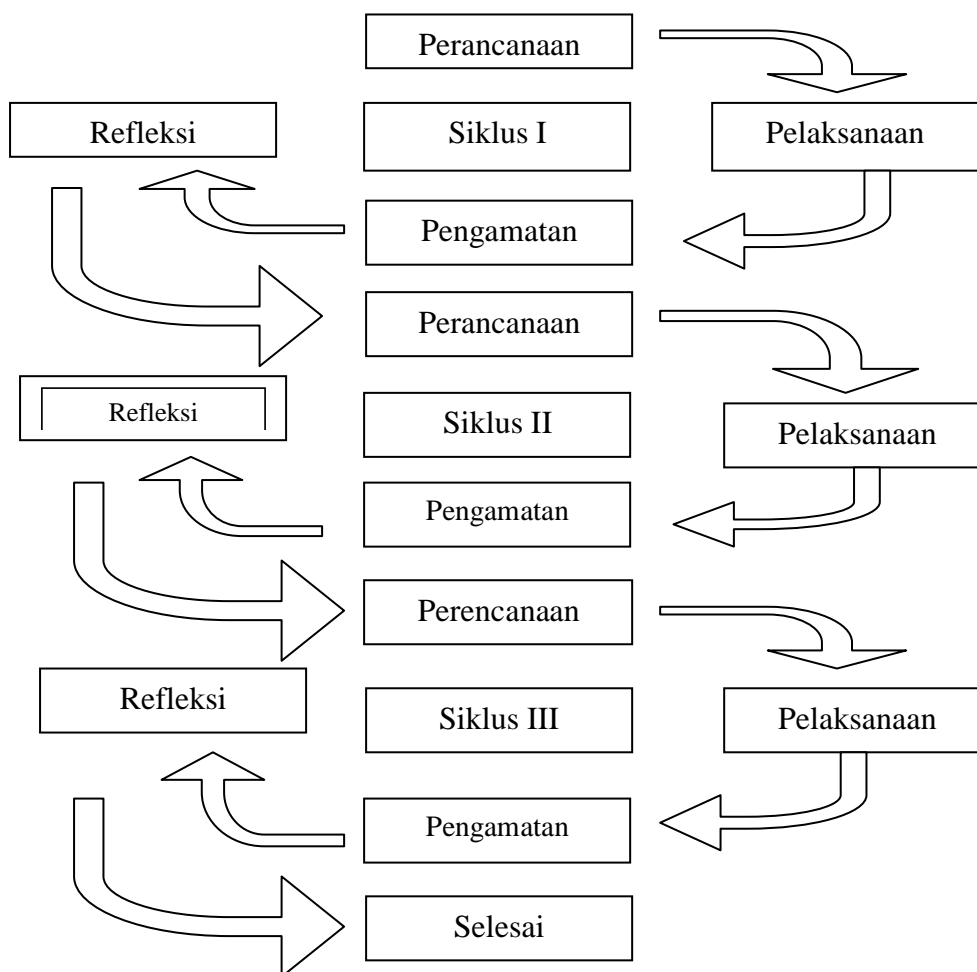 Perancanaan
Refleksi
Siklus I
Pelaksanaan
Pengamatan
Perancanaan
Refleksi
Siklus II
Pelaksanaan
Pengamatan
Perencanaan
Refleksi
Siklus III
Pelaksanaan
Pengamatan
Selesai